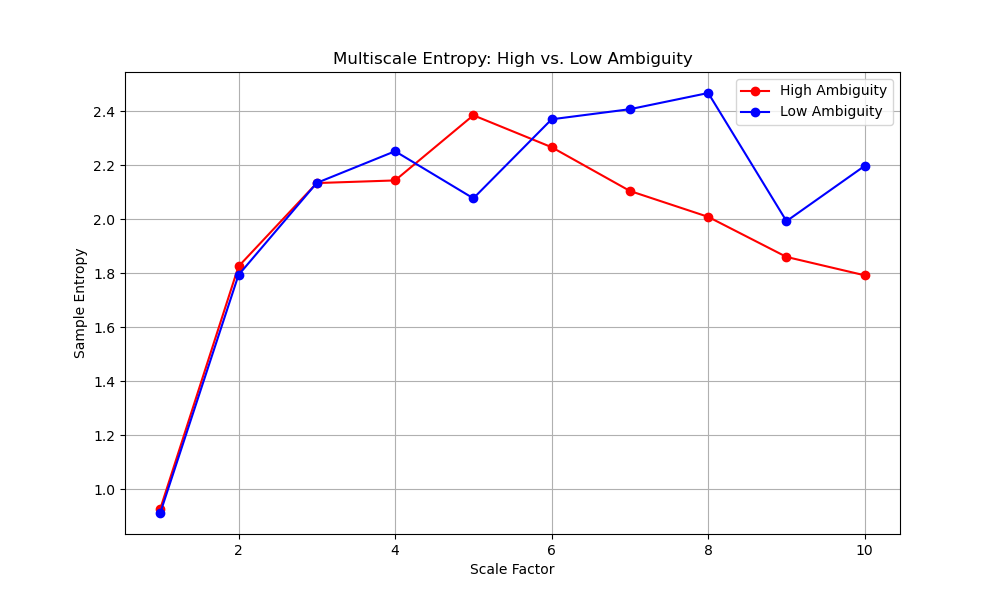 Multiscale Entropy: High vs. Low Ambiguity
High Ambiguity
Low Ambiguity
Sample Entropy
2.4
2.2
2.0
1.8
1.6
1.4
1.2
1.0
2 4 6 8 10
Scale Factor